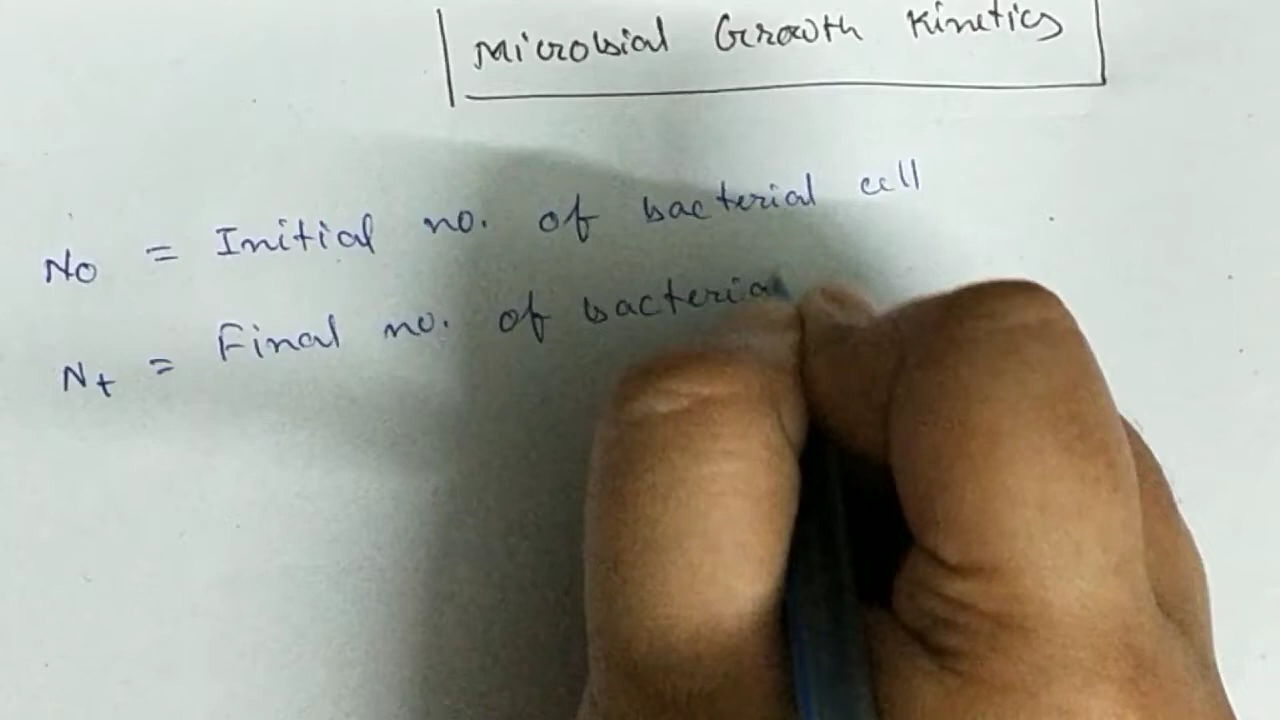 Microbial Growth Kinetics
No = Initial no. of bacterial cell
Nt = Final no. of bacteria